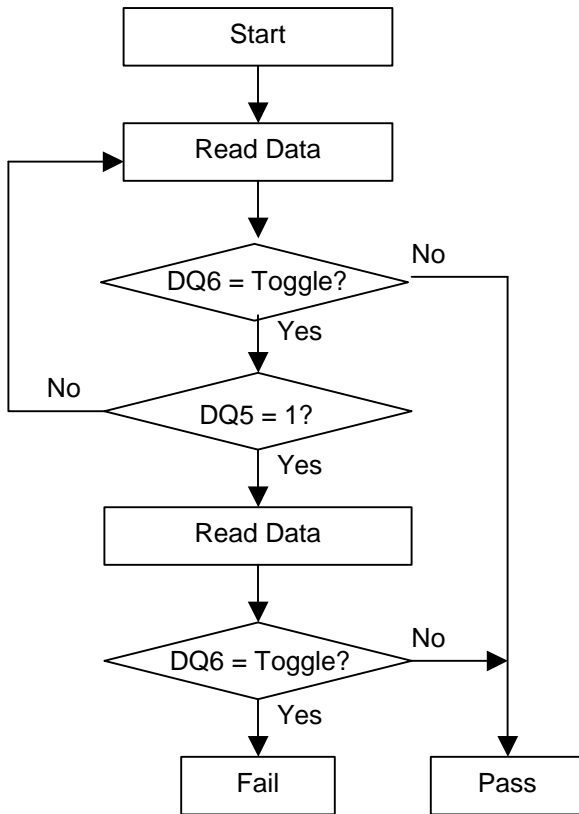 Start
Read Data
DQ6 = Toggle?
No
Yes
No
DQ5 = 1?
Yes
Read Data
DQ6 = Toggle?
No
Yes
Fail
Pass